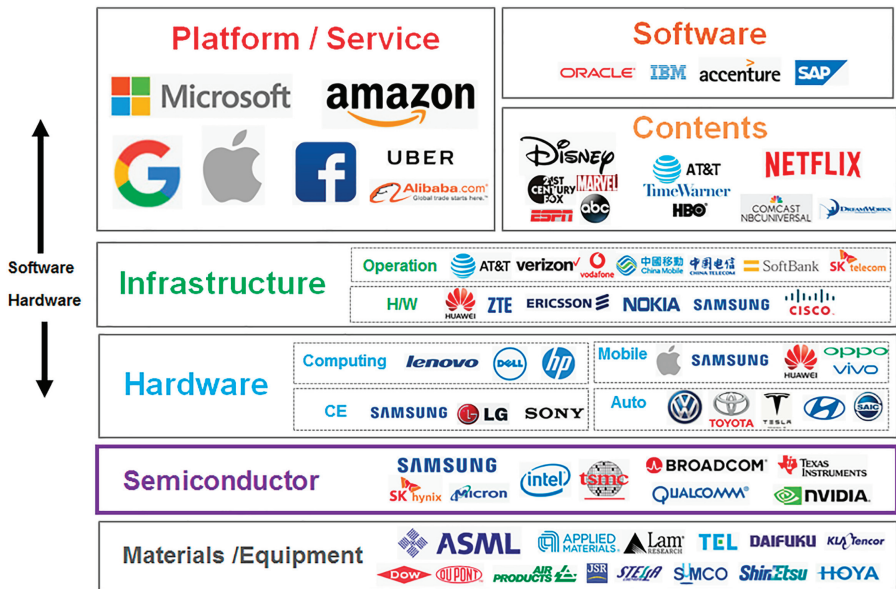 Platform / Service
Microsoft
amazon
G
f
UBER
Alibaba.com
Global trade starts here.™
Software
ORACLE
IBM
accenture
SAP
Contents
Disney
21ST CENTURY FOX
MARVEL
ESPN
abc
AT&T
TimeWarner
HBO
NETFLIX
COMCAST
NBCUNIVERSAL
DREAMWORKS
Software
Hardware
Infrastructure
Operation
AT&T
verizon
vodafone
中国移动
China Mobile
中国电信
CHINA TELECOM
SoftBank
SK telecom
H/W
HUAWEI
ZTE
ERICSSON
NOKIA
SAMSUNG
CISCO
Hardware
Computing
lenovo
DELL
hp
Mobile
SAMSUNG
HUAWEI
oppo
vivo
CE
SAMSUNG
LG
SONY
Auto
TOYOTA
TESLA
SAIC
Semiconductor
SAMSUNG
SK hynix
Micron
intel
tsmc
BROADCOM
QUALCOMM
TEXAS
INSTRUMENTS
NVIDIA
Materials /Equipment
ASML
APPLIED
MATERIALS
Lam
RESEARCH
TEL
DAIFUKU
KLA Tencor
DOW
DUPONT
AIR
PRODUCTS
JSR
STELLA
SUMCO
ShinEtsu
HOYA